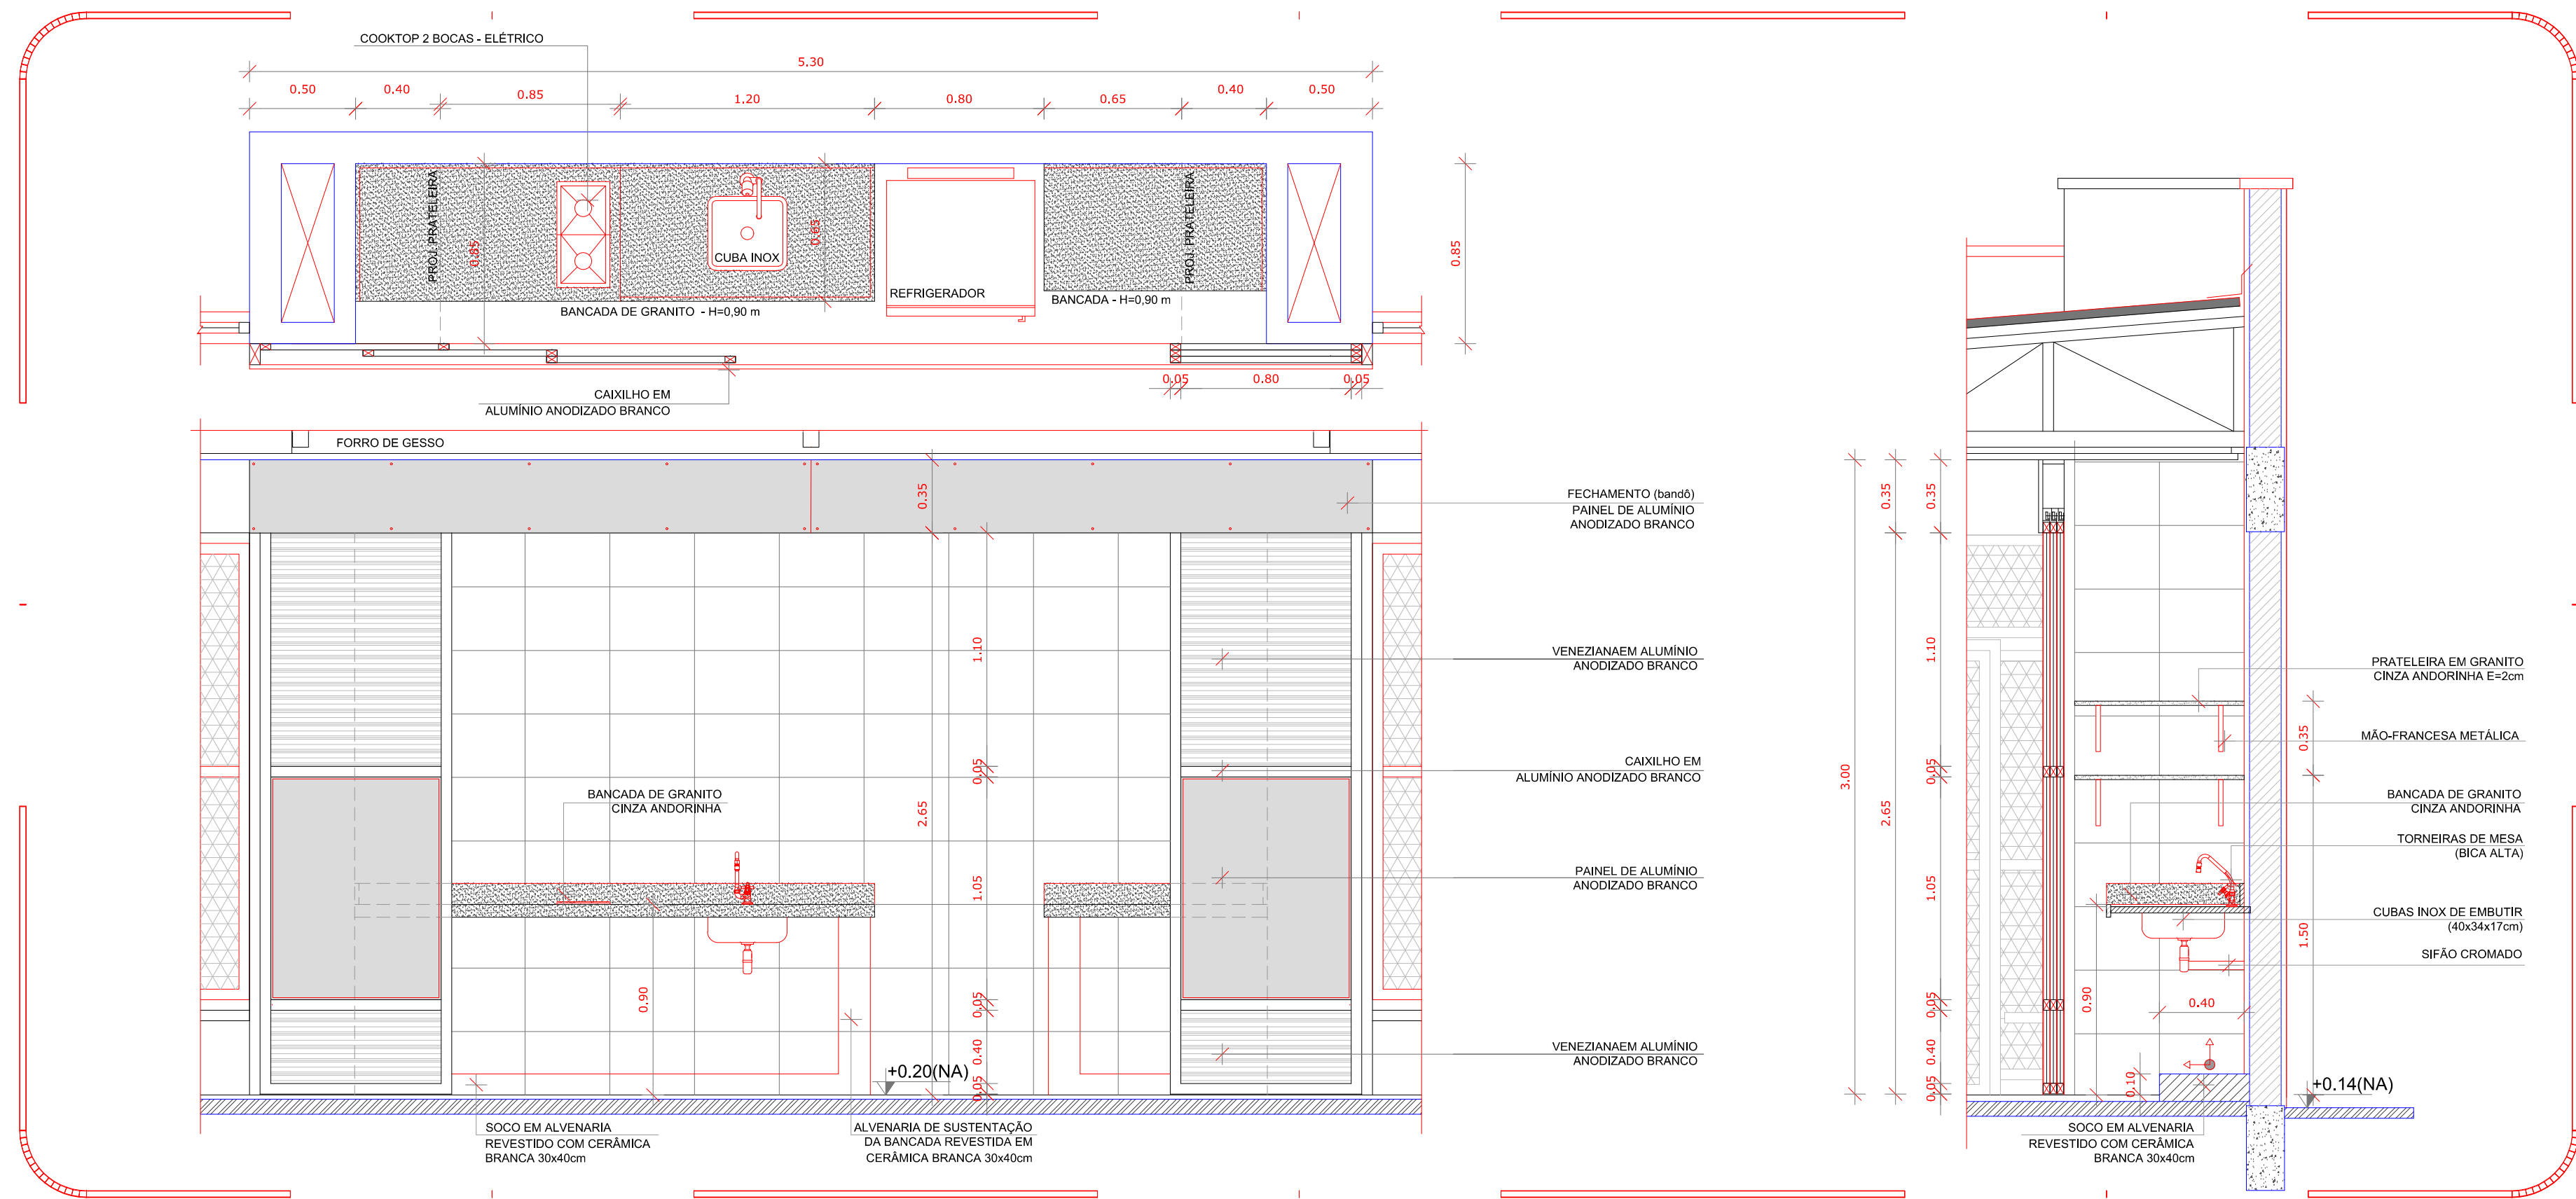 COOKTOP 2 BOCAS - ELÉTRICO
5.30
0.50
0.40
0.85
1.20
0.80
0.65
0.40
0.50
PROJ. PRATELEIRA
0.85
CUBA INOX
0.65
REFRIGERADOR
PROJ. PRATELEIRA
BANCADA - H=0,90 m
BANCADA DE GRANITO - H=0,90 m
0.85
0.05
0.80
0.05
CAIXILHO EM
ALUMÍNIO ANODIZADO BRANCO
FORRO DE GESSO
0.35
1.10
0.05
2.65
1.05
0.05
0.40
0.05
0.90
BANCADA DE GRANITO
CINZA ANDORINHA
+0.20(NA)
SOCO EM ALVENARIA
REVESTIDO COM CERÂMICA
BRANCA 30x40cm
ALVENARIA DE SUSTENTAÇÃO
DA BANCADA REVESTIDA EM
CERÂMICA BRANCA 30x40cm
FECHAMENTO (bandô)
PAINEL DE ALUMÍNIO
ANODIZADO BRANCO
VENEZIANAEM ALUMÍNIO
ANODIZADO BRANCO
CAIXILHO EM
ALUMÍNIO ANODIZADO BRANCO
PAINEL DE ALUMÍNIO
ANODIZADO BRANCO
VENEZIANAEM ALUMÍNIO
ANODIZADO BRANCO
3.00
0.35
2.65
0.35
1.10
0.05
1.05
0.05
0.40
0.05
PRATELEIRA EM GRANITO
CINZA ANDORINHA E=2cm
MÃO-FRANCESA METÁLICA
0.35
BANCADA DE GRANITO
CINZA ANDORINHA
TORNEIRAS DE MESA
(BICA ALTA)
CUBAS INOX DE EMBUTIR
(40x34x17cm)
1.50
SIFÃO CROMADO
0.90
0.40
0.10
+0.14(NA)
SOCO EM ALVENARIA
REVESTIDO COM CERÂMICA
BRANCA 30x40cm